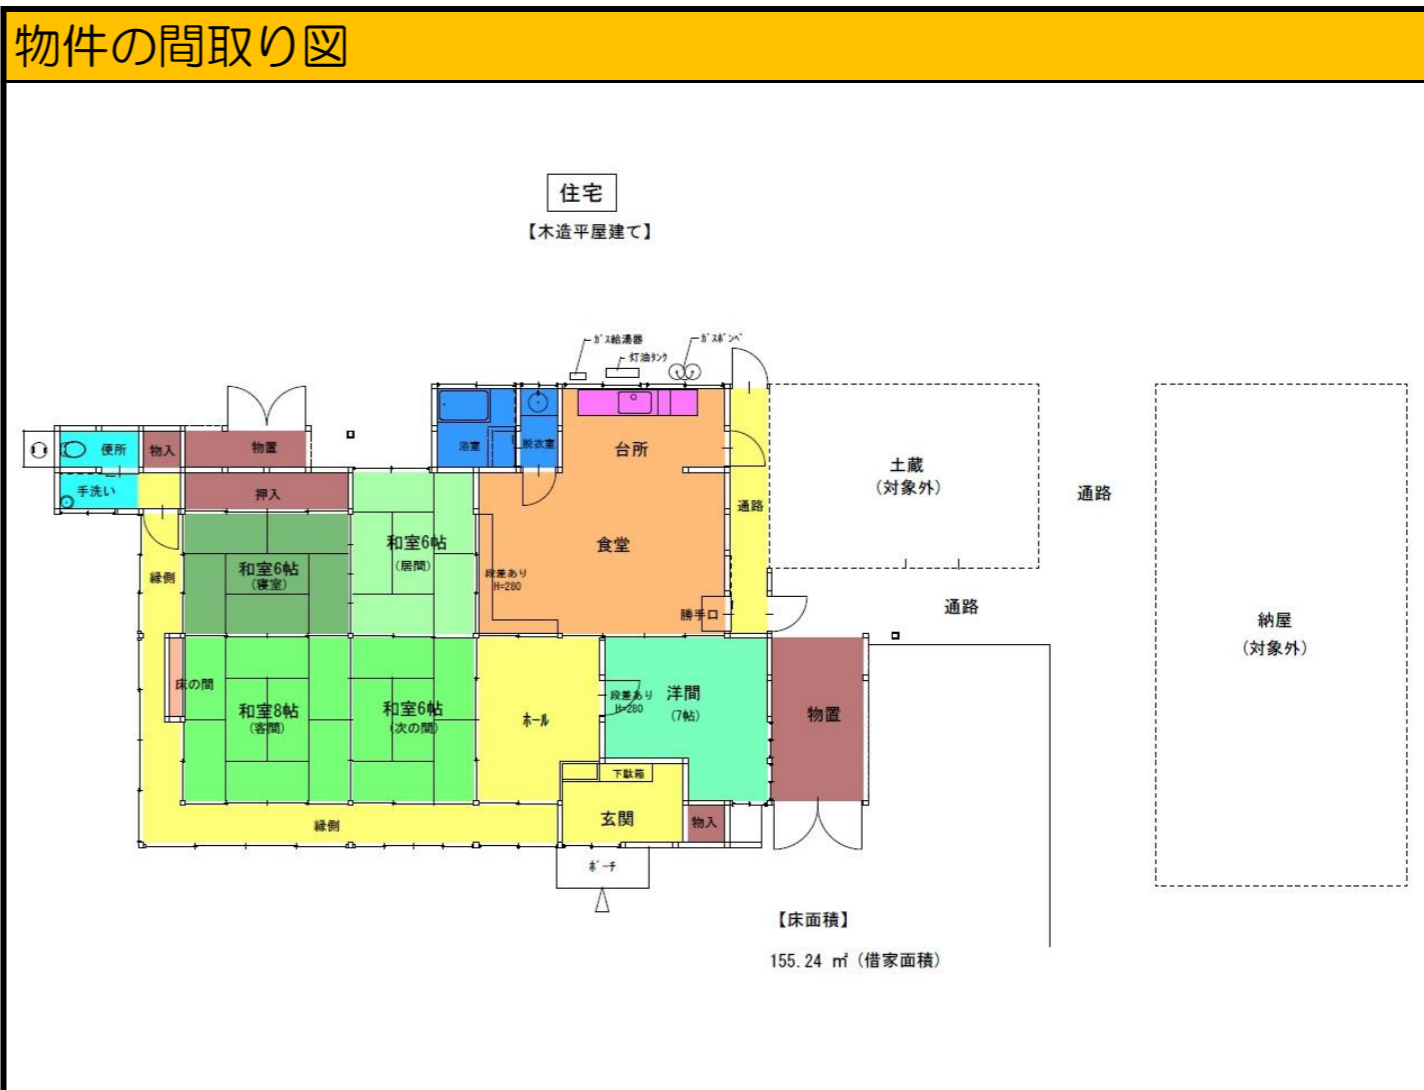 物件の間取り図
住宅
【木造平屋建て】
ガス給湯器
灯油タンク
ガスボンベ
便所
物入
物置
浴室
脱衣室
台所
手洗い
押入
通路
土蔵
(対象外)
通路
和室6帖
(居間)
食堂
縁側
和室6帖
(寝室)
段差あり
H=280
勝手口
通路
納屋
(対象外)
床の間
和室8帖
(客間)
和室6帖
(次の間)
ホール
段差あり
H=280
洋間
(7帖)
物置
下駄箱
縁側
玄関
物入
ポーチ
【床面積】
155.24 ㎡ (借家面積)